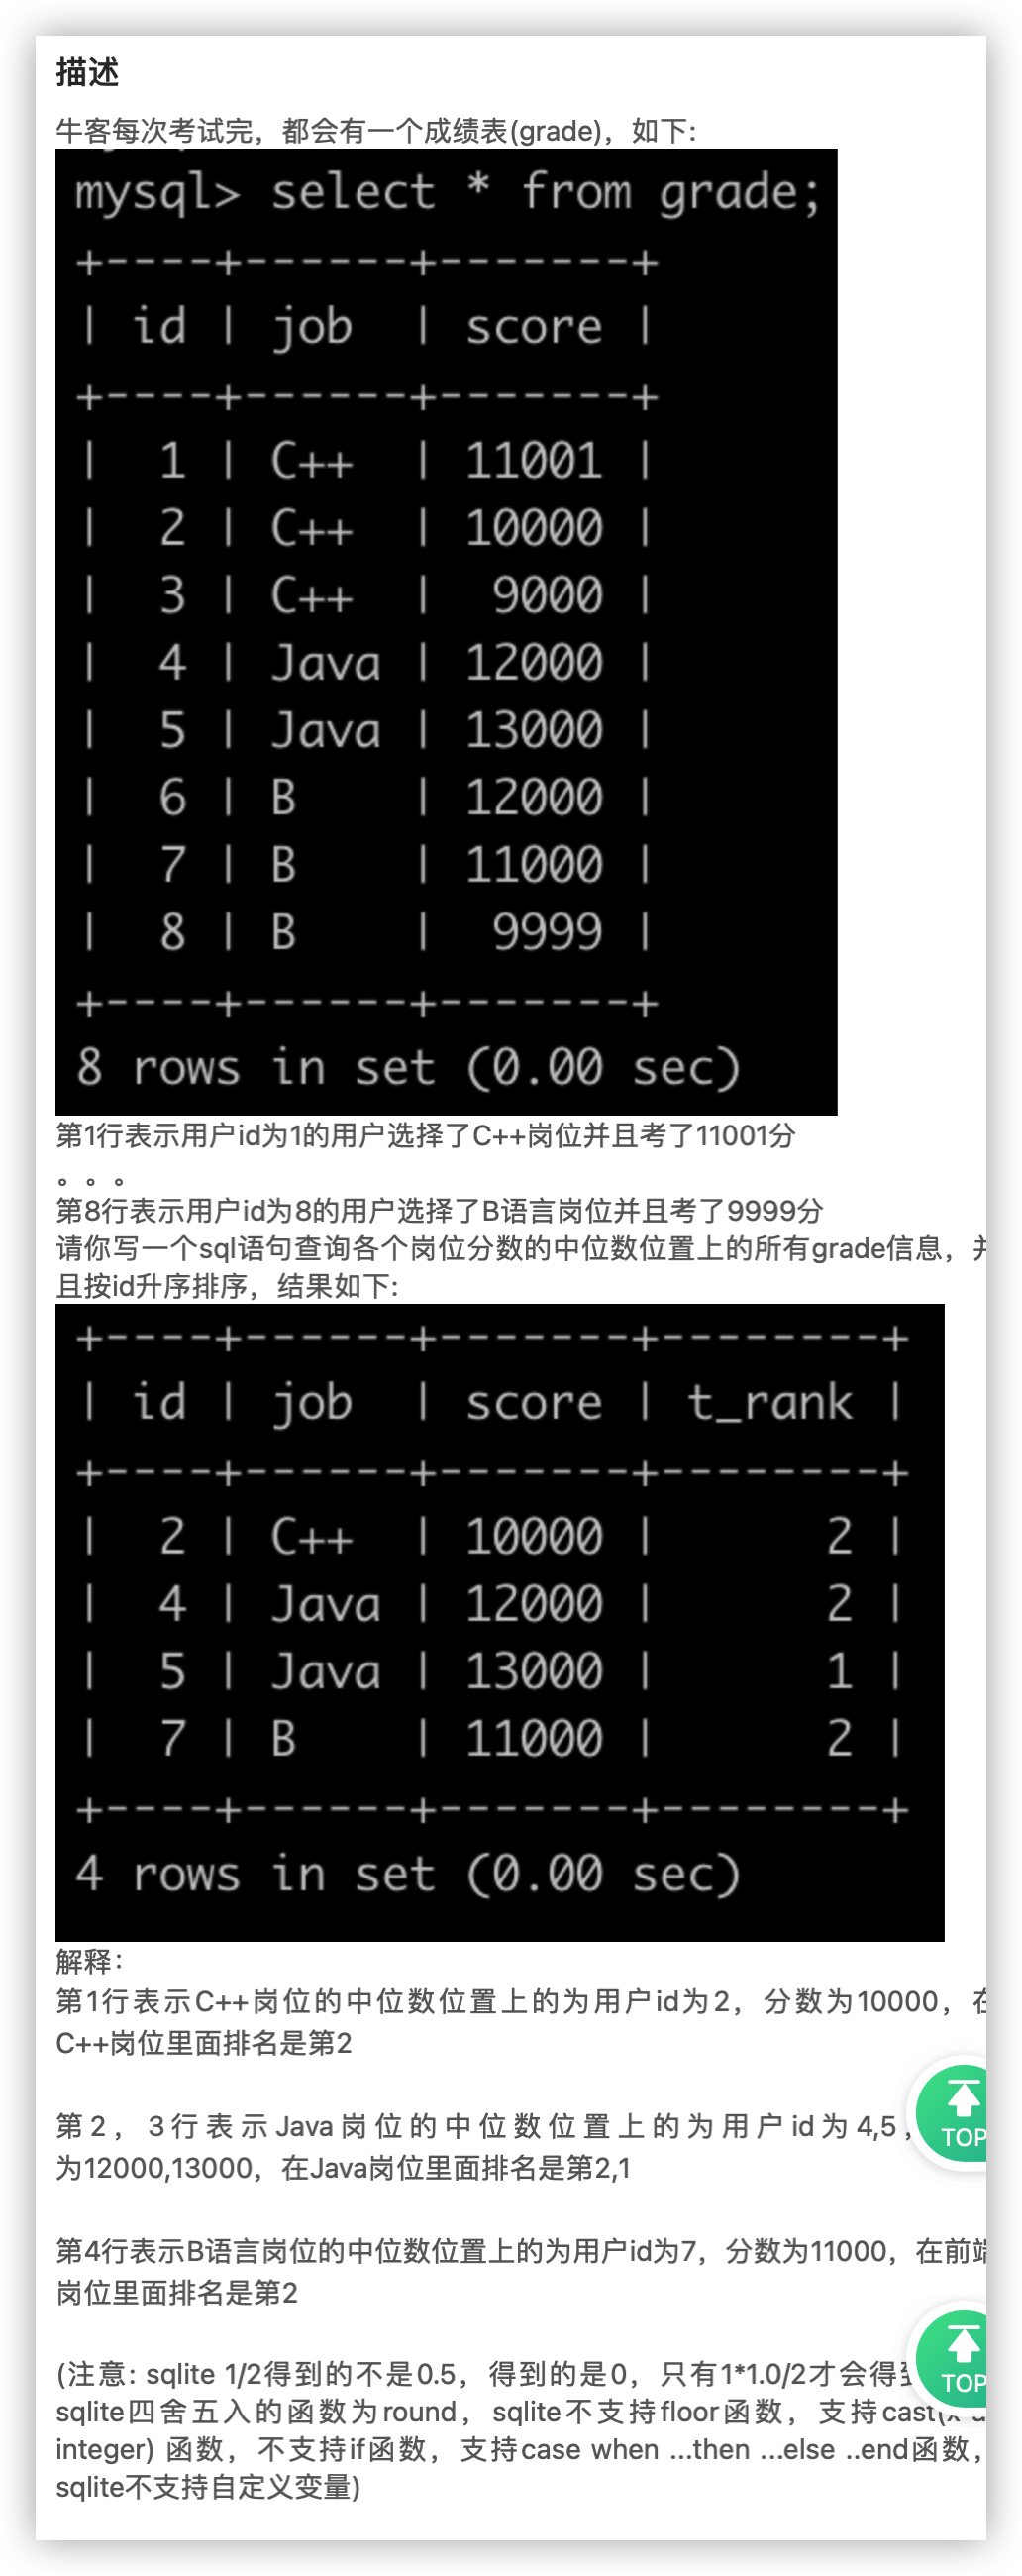 描述
牛客每次考试完，都会有一个成绩表(grade)，如下:
mysql> select * from grade;
+----+------+-------+
| id | job  | score |
+----+------+-------+
|  1 | C++  | 11001 |
|  2 | C++  | 10000 |
|  3 | C++  |  9000 |
|  4 | Java | 12000 |
|  5 | Java | 13000 |
|  6 | B    | 12000 |
|  7 | B    | 11000 |
|  8 | B    |  9999 |
+----+------+-------+
8 rows in set (0.00 sec)
第1行表示用户id为1的用户选择了C++岗位并且考了11001分
。。。
第8行表示用户id为8的用户选择了B语言岗位并且考了9999分
请你写一个sql语句查询各个岗位分数的中位数位置上的所有grade信息，并
且按id升序排序，结果如下:
+----+------+-------+--------+
| id | job  | score | t_rank |
+----+------+-------+--------+
|  2 | C++  | 10000 |      2 |
|  4 | Java | 12000 |      2 |
|  5 | Java | 13000 |      1 |
|  7 | B    | 11000 |      2 |
+----+------+-------+--------+
4 rows in set (0.00 sec)
解释：
第1行表示C++岗位的中位数位置上的为用户id为2，分数为10000，在
C++岗位里面排名是第2
第2，3行表示Java岗位的中位数位置上的为用户id为4,5，
为12000,13000，在Java岗位里面排名是第2,1
TOP
第4行表示B语言岗位的中位数位置上的为用户id为7，分数为11000，在前端
岗位里面排名是第2
(注意: sqlite 1/2得到的不是0.5，得到的是0，只有1*1.0/2才会得到
sqlite四舍五入的函数为round，sqlite不支持floor函数，支持cast(x
integer) 函数，不支持if函数，支持case when ...then ...else ..end函数，
sqlite不支持自定义变量)
TOP